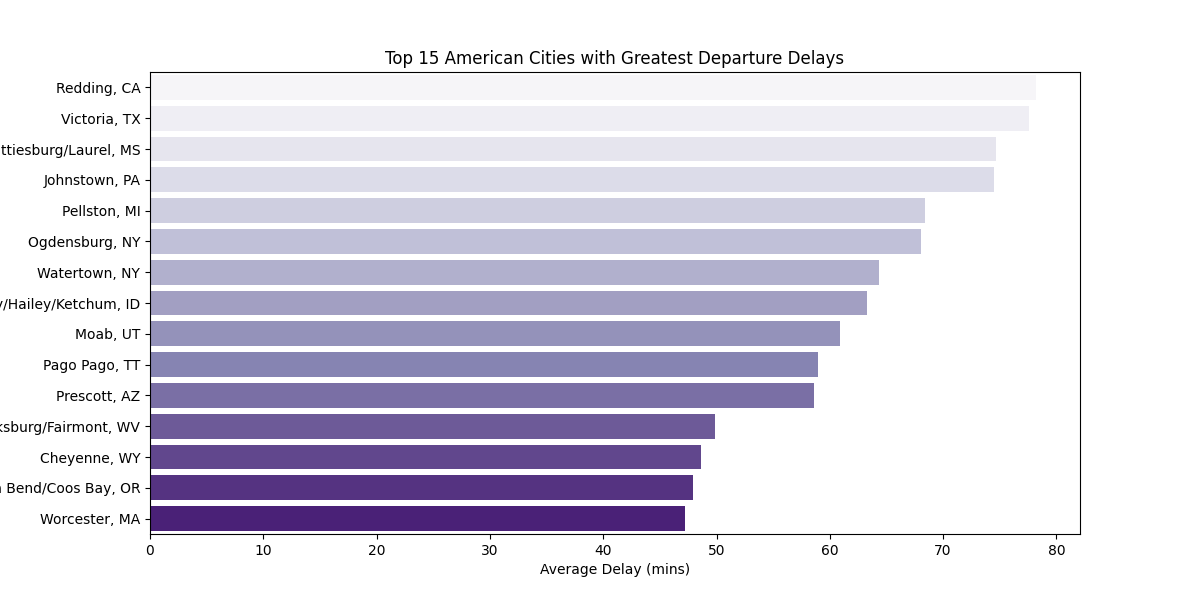 Top 15 American Cities with Greatest Departure Delays
Redding, CA
Victoria, TX
ttiesburg/Laurel, MS
Johnstown, PA
Pellston, MI
Ogdensburg, NY
Watertown, NY
/Hailey/Ketchum, ID
Moab, UT
Pago Pago, TT
Prescott, AZ
ksburg/Fairmont, WV
Cheyenne, WY
Bend/Coos Bay, OR
Worcester, MA
0 10 20 30 40 50 60 70 80
Average Delay (mins)